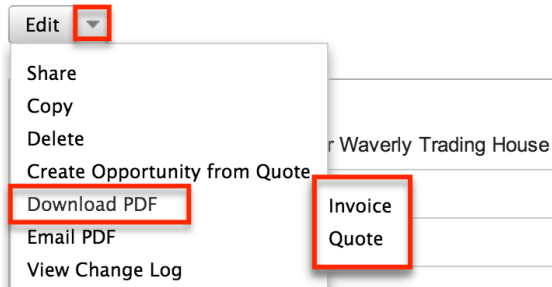 Edit
Share
Copy
Delete
r Waverly Trading House
Create Opportunity from Quote
Download PDF
Invoice
Email PDF
Quote
View Change Log